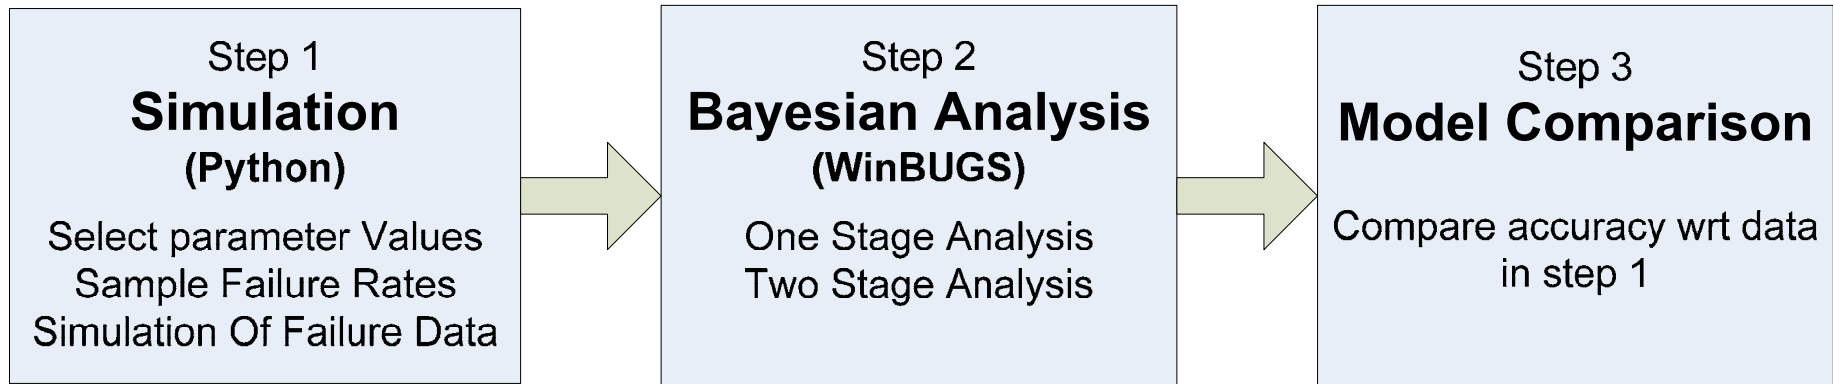 Step 1
Simulation
(Python)
Select parameter Values
Sample Failure Rates
Simulation Of Failure Data
Step 2
Bayesian Analysis
(WinBUGS)
One Stage Analysis
Two Stage Analysis
Step 3
Model Comparison
Compare accuracy wrt data
in step 1